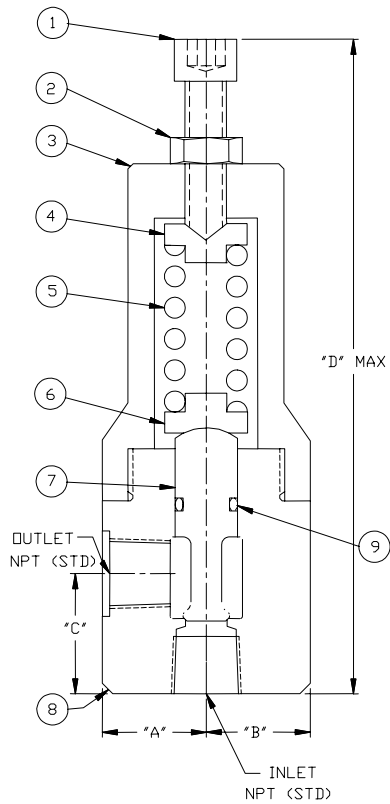 1
2
3
4
5
"D" MAX
6
7
OUTLET
NPT (STD)
9
"C"
8
"A"
"B"
INLET
NPT (STD)